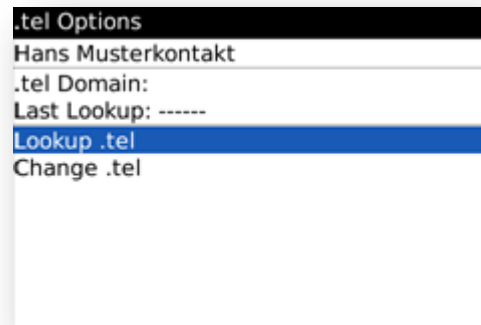 .tel Options
Hans Musterkontakt
.tel Domain:
Last Lookup: ------
Lookup .tel
Change .tel